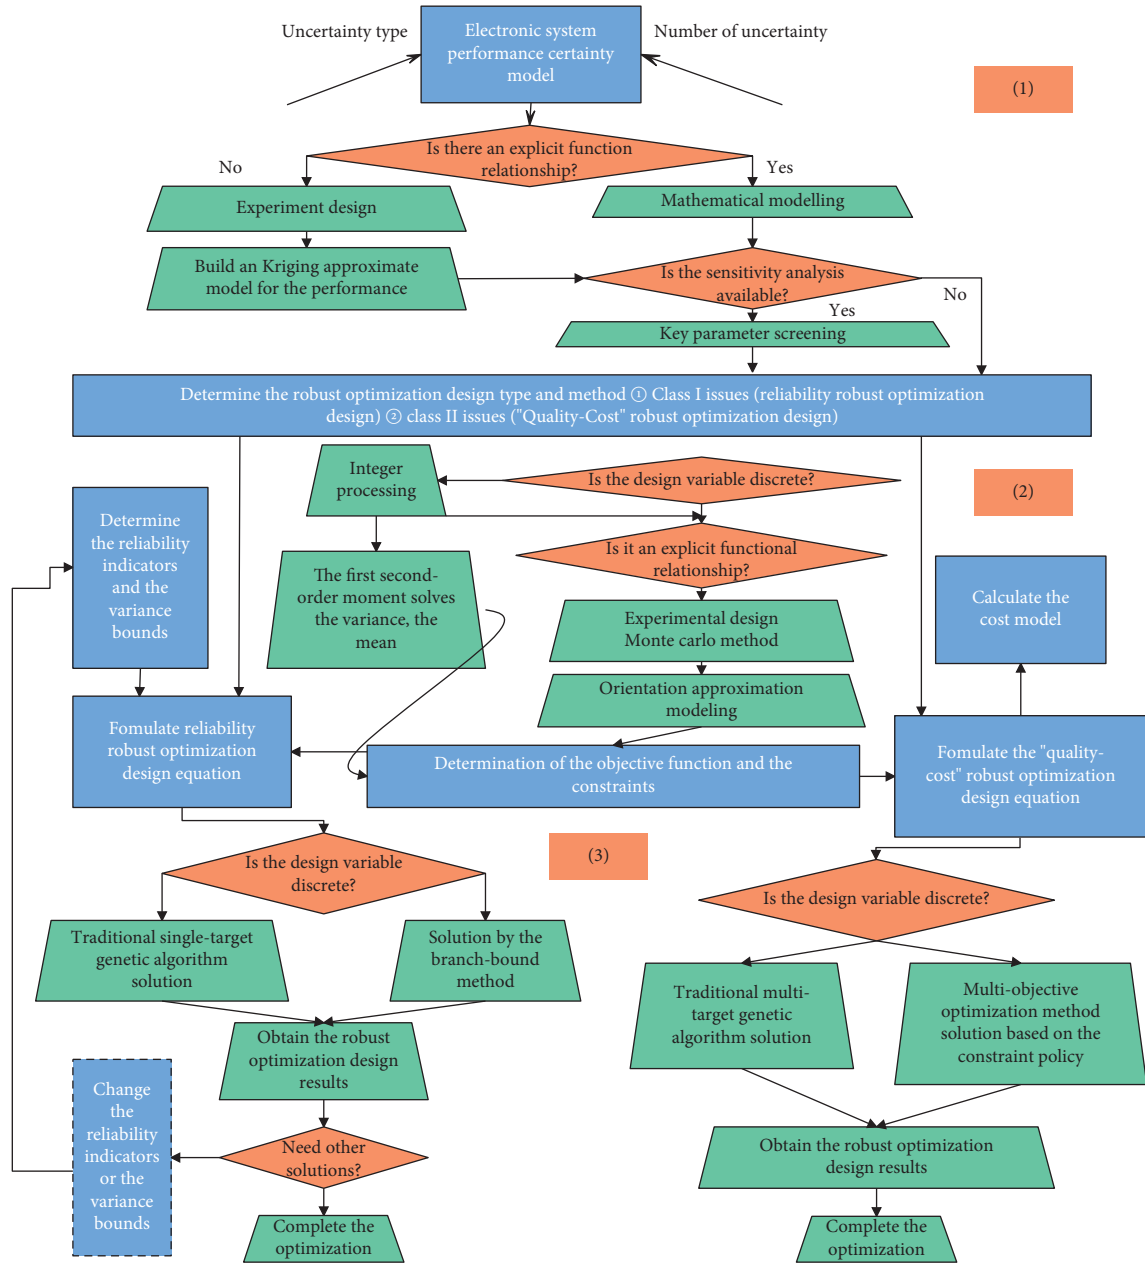 Uncertainty type
Electronic system
performance certainty
model
Number of uncertainty
(1)
Is there an explicit function
relationship?
No
Yes
Experiment design
Mathematical modelling
Build an Kriging approximate
model for the performance
Is the sensitivity analysis
available?
No
Yes
Key parameter screening
Determine the robust optimization design type and method ① Class I issues (reliability robust optimization
design) ② class II issues ("Quality-Cost" robust optimization design)
Integer
processing
Is the design variable discrete?
(2)
Determine
the reliability
indicators
and the
variance
bounds
Is it an explicit functional
relationship?
The first second-
order moment solves
the variance, the
mean
Calculate the
cost model
Experimental design
Monte carlo method
Orientation approximation
modeling
Fomulate reliability
robust optimization
design equation
Determination of the objective function and the
constraints
Fomulate the "quality-
cost" robust optimization
design equation
(3)
Is the design variable
discrete?
Is the design variable discrete?
Traditional single-target
genetic algorithm
solution
Solution by the
branch-bound
method
Traditional multi-
target genetic
algorithm solution
Multi-objective
optimization method
solution based on the
constraint policy
Obtain the robust
optimization design
results
Change
the
reliability
indicators
or the
variance
bounds
Need other
solutions?
Obtain the robust optimization
design results
Complete the
optimization
Complete the
optimization